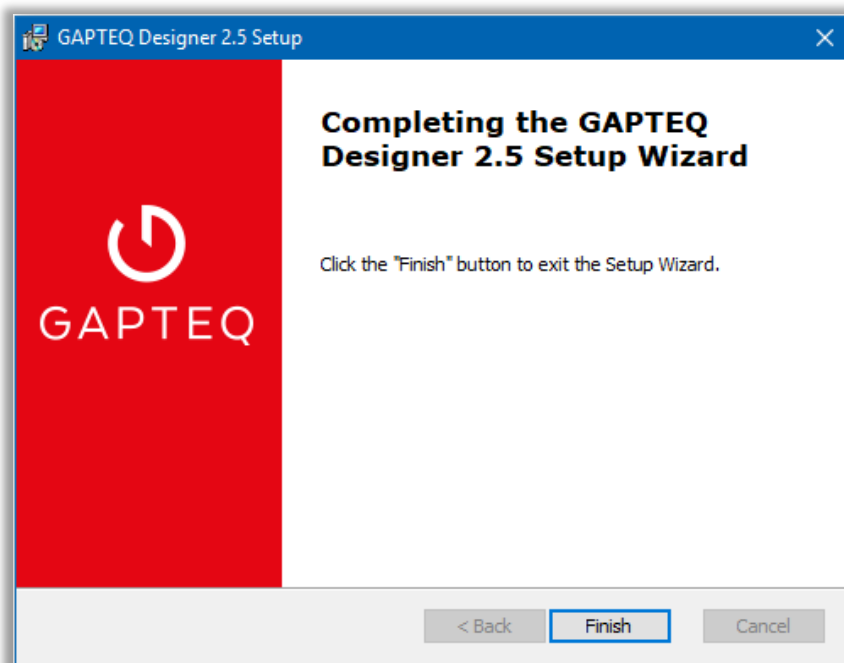 GAPTEQ Designer 2.5 Setup
Completing the GAPTEQ
Designer 2.5 Setup Wizard
Click the "Finish" button to exit the Setup Wizard.
GAPTEQ
< Back
Finish
Cancel